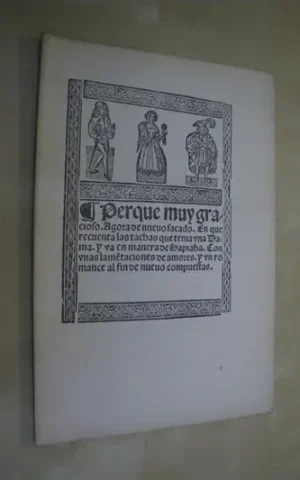 ¶ Perque muy gra
cioso. Agora de nueuo sacado. En que
recuenta las tachas que tenia vna Da
ma. y va en manera de Disparada. Con
vnas lamẽtaciones de amores. y vn ro
mance al fin de nueuo compuestas.